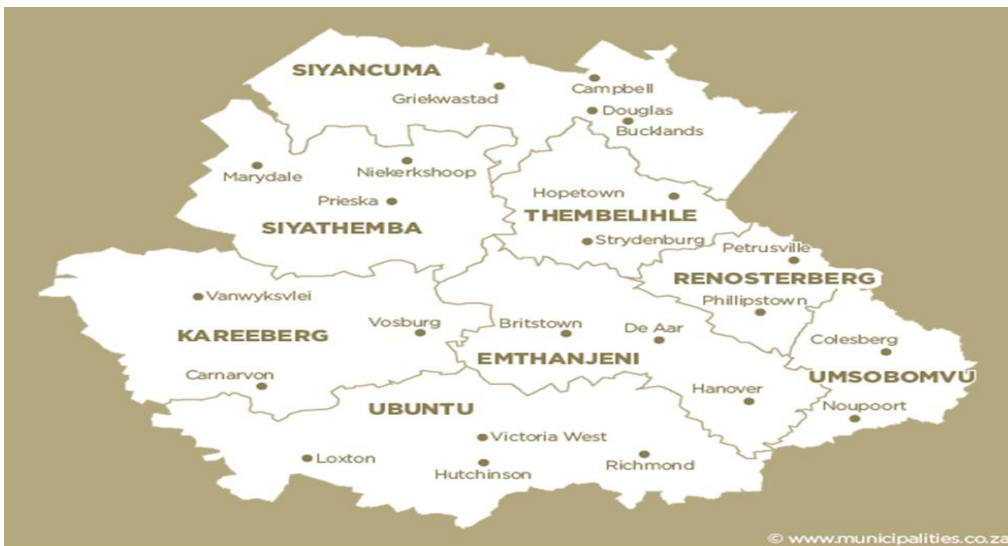 SIYANCUMA
Griekwastad
Campbell
Douglas
Bucklands
Marydale
Niekerkshoop
Prieska
SIYATHEMBA
Hopetown
THEMBELIHLE
Strydenburg
Petrusville
RENOSTERBERG
Phillipstown
Vanwyksvlei
KAREEBERG
Vosburg
Carnarvon
Britstown
De Aar
EMTHANJENI
Hanover
Colesberg
UMSOBOMVU
Noupoort
UBUNTU
Victoria West
Loxton
Hutchinson
Richmond
© www.municipalities.co.za